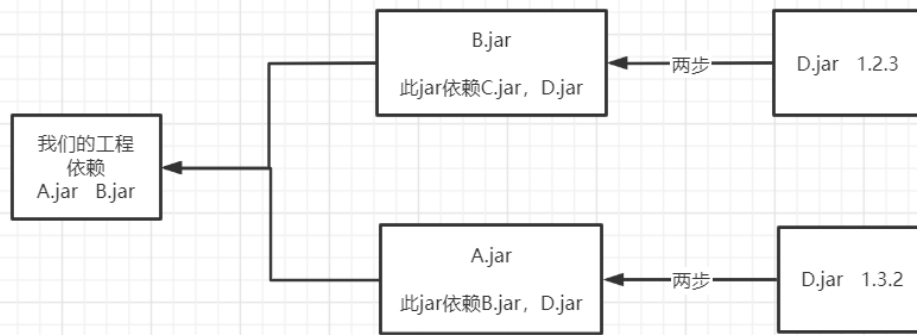 我们的工程
依赖
A.jar B.jar
B.jar
此jar依赖C.jar，D.jar
两步
D.jar 1.2.3
A.jar
此jar依赖B.jar，D.jar
两步
D.jar 1.3.2